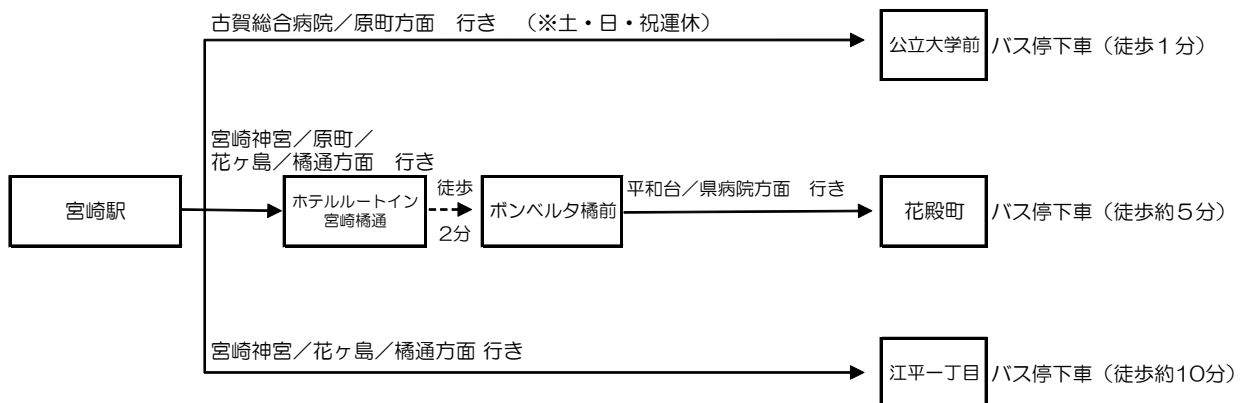 古賀総合病院／原町方面　行き　（※土・日・祝運休）
公立大学前
バス停下車（徒歩１分）
宮崎神宮／原町／
花ヶ島／橘通方面　行き
宮崎駅
ホテルルートイン
宮崎橘通
徒歩
2分
ボンベルタ橘前
平和台／県病院方面　行き
花殿町
バス停下車（徒歩約５分）
宮崎神宮／花ヶ島／橘通方面 行き
江平一丁目
バス停下車（徒歩約10分）